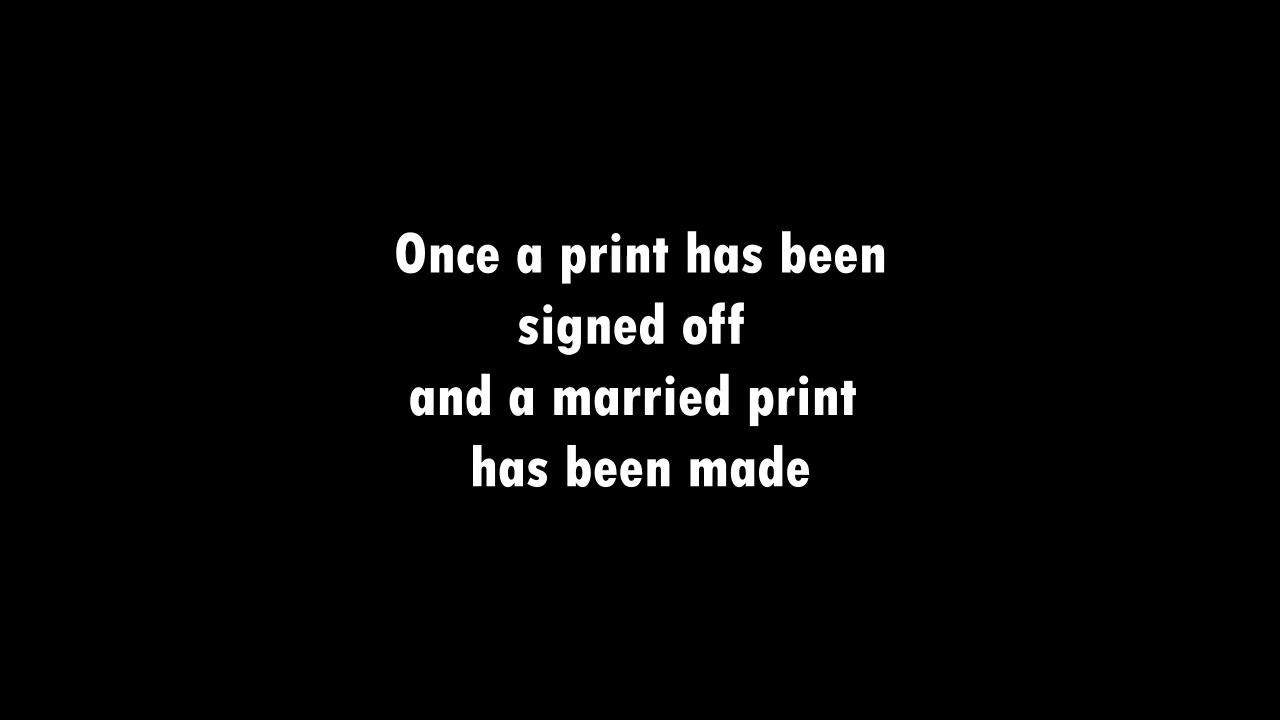 Once a print has been
signed off
and a married print
has been made